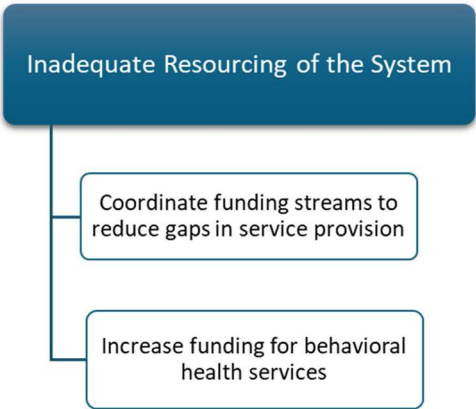 Inadequate Resourcing of the System
Coordinate funding streams to
reduce gaps in service provision
Increase funding for behavioral
health services